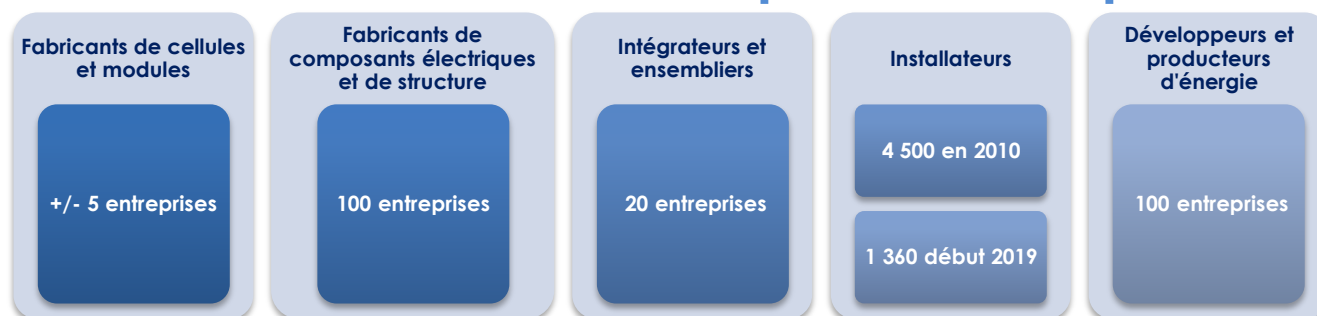 Fabricants de cellules
et modules
+/- 5 entreprises
Fabricants de
composants électriques
et de structure
100 entreprises
Intégrateurs et
ensembliers
20 entreprises
Installateurs
4 500 en 2010
1 360 début 2019
Développeurs et
producteurs
d'énergie
100 entreprises